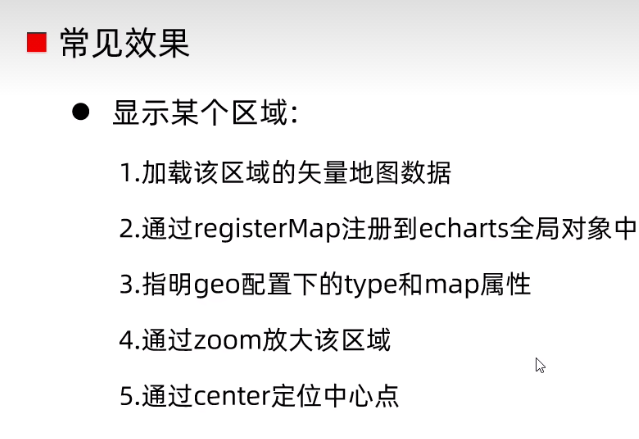 常见效果
显示某个区域:
1.加载该区域的矢量地图数据
2.通过registerMap注册到echarts全局对象中
3.指明geo配置下的type和map属性
4.通过zoom放大该区域
5.通过center定位中心点